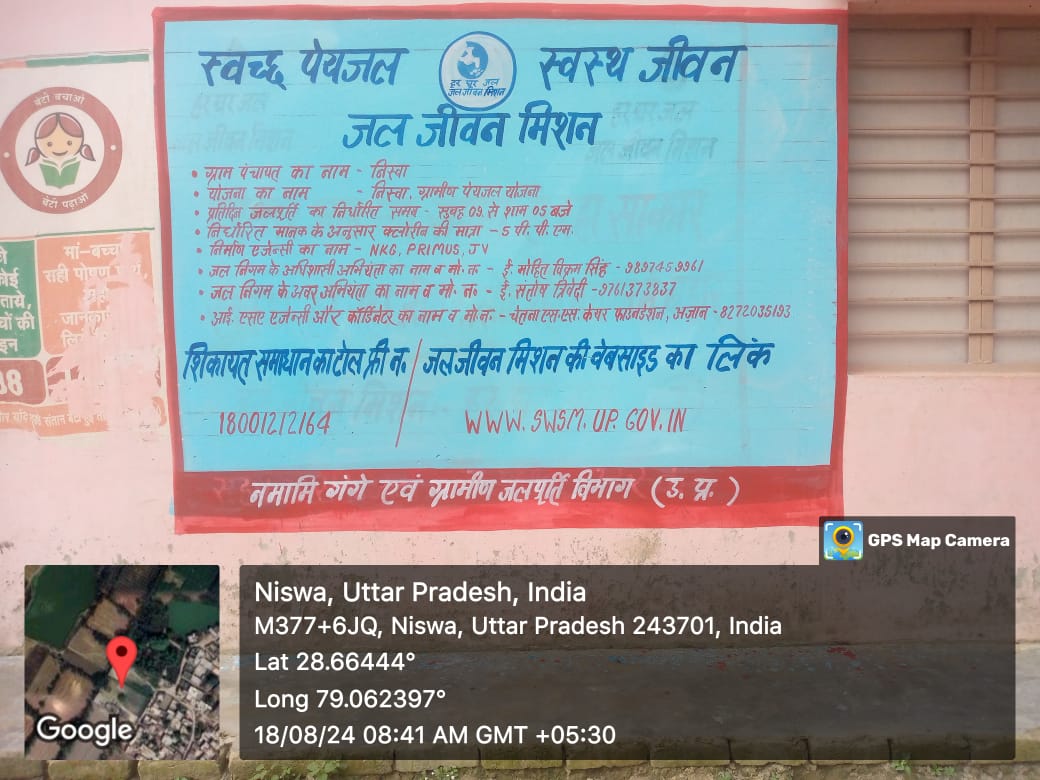 स्वच्छ पेयजल
हर घर जल
जल जीवन मिशन
स्वस्थ जीवन
जल जीवन मिशन
• ग्राम पंचायत का नाम - निस्वा
• योजना का नाम - निस्वा, ग्रामीण पेयजल योजना
• प्रतिदिन जलपूर्ति का निर्धारित समय - सुबह 09 से शाम 05 बजे
• निर्धारित मानक के अनुसार क्लोरीन की मात्रा - 5 पी. पी. एम.
• निर्माण एजेन्सी का नाम - NKG, PRIMUS, JV
• जल निगम के अधिशासी अभियंता का नाम व मो. न. - ई. मोहित विक्रम सिंह - 9897459961
• जल निगम के अवर अभियंता का नाम व मो. न. - ई. संतोष त्रिवेदी - 9761373837
• आई. एसए एजेन्सी और कॉर्डिनेटर का नाम व मो.न. - चेतना एस.एस. केयर फाउनडेशन, अज़ान - 8272035193
शिकायत समाधान का टोल फ्री न. / जल जीवन मिशन की वेबसाइड का लिंक
18001212164 / WWW.SWSM.UP.GOV.IN
नमामि गंगे एवं ग्रामीण जलपूर्ति विभाग (उ. प्र.)
बेटी बचाओ
बेटी पढ़ाओ
मां-बच्चा
राही पोषण
GPS Map Camera
Niswa, Uttar Pradesh, India
M377+6JQ, Niswa, Uttar Pradesh 243701, India
Lat 28.66444°
Long 79.062397°
18/08/24 08:41 AM GMT +05:30
Google